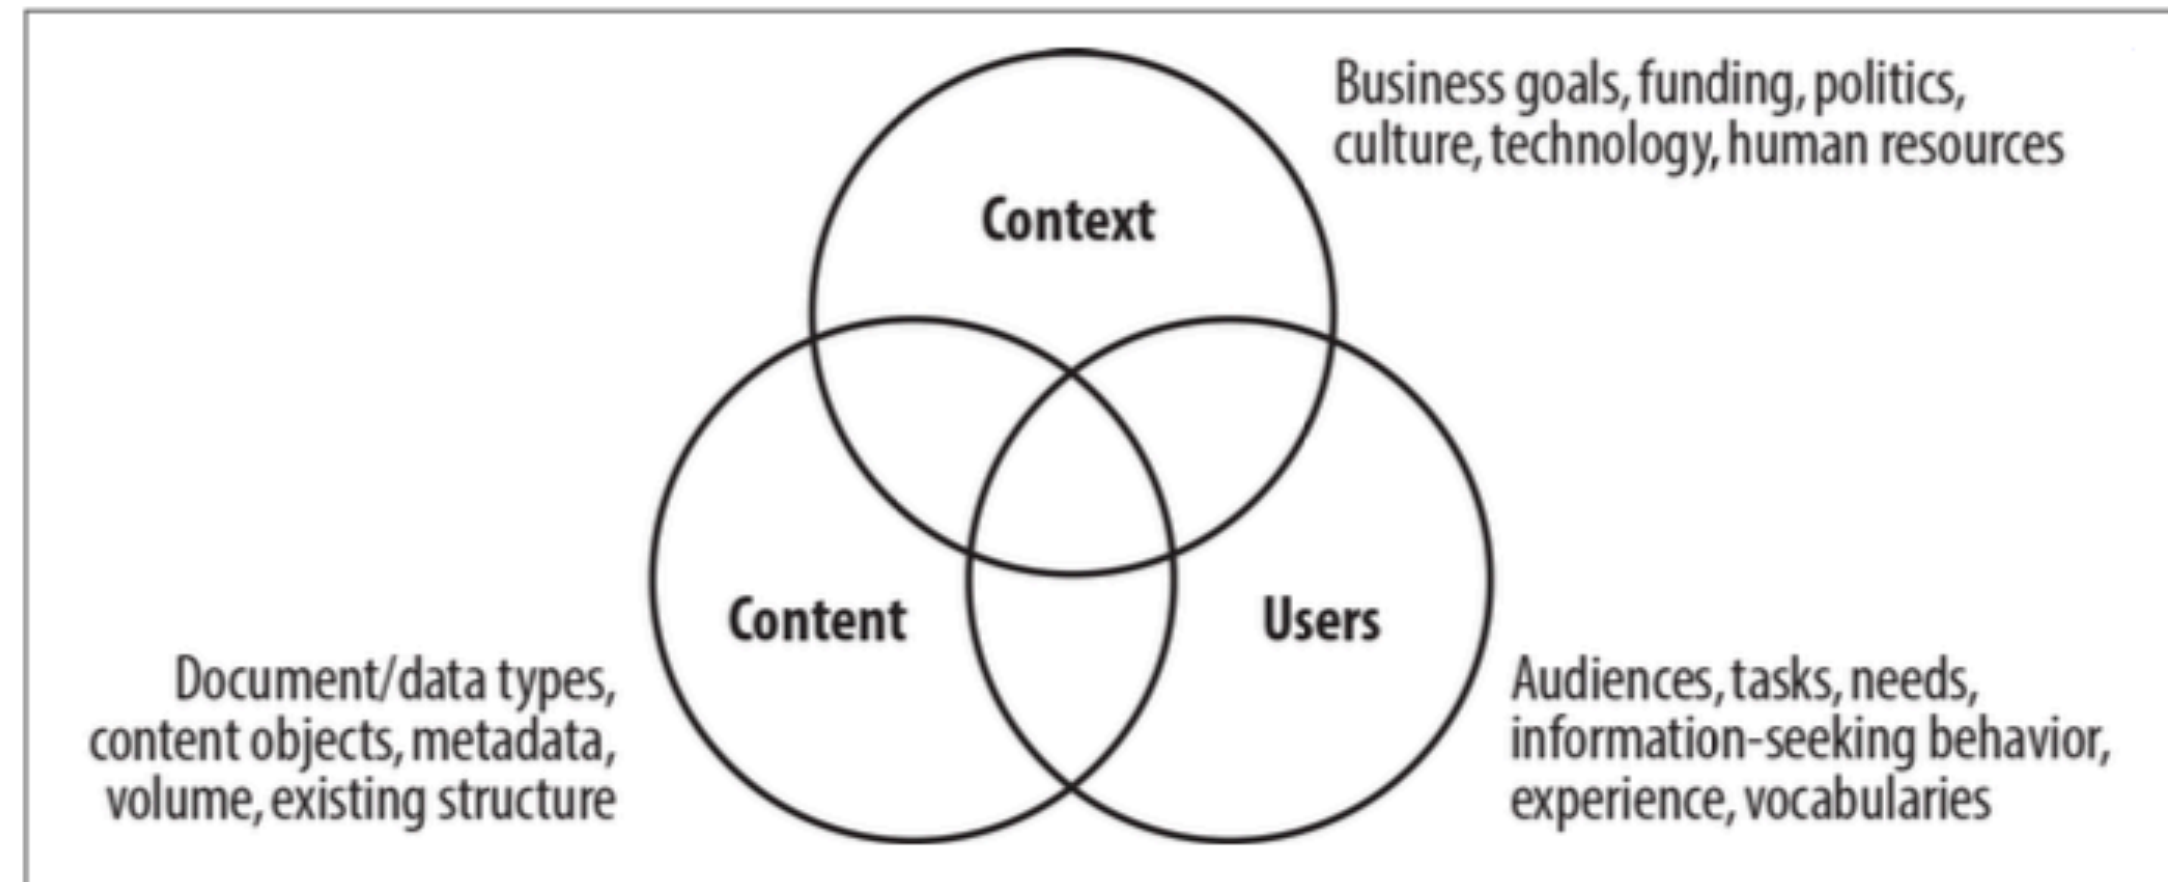 Business goals, funding, politics,
culture, technology, human resources
Context
Content
Users
Document/data types,
content objects, metadata,
volume, existing structure
Audiences, tasks, needs,
information-seeking behavior,
experience, vocabularies